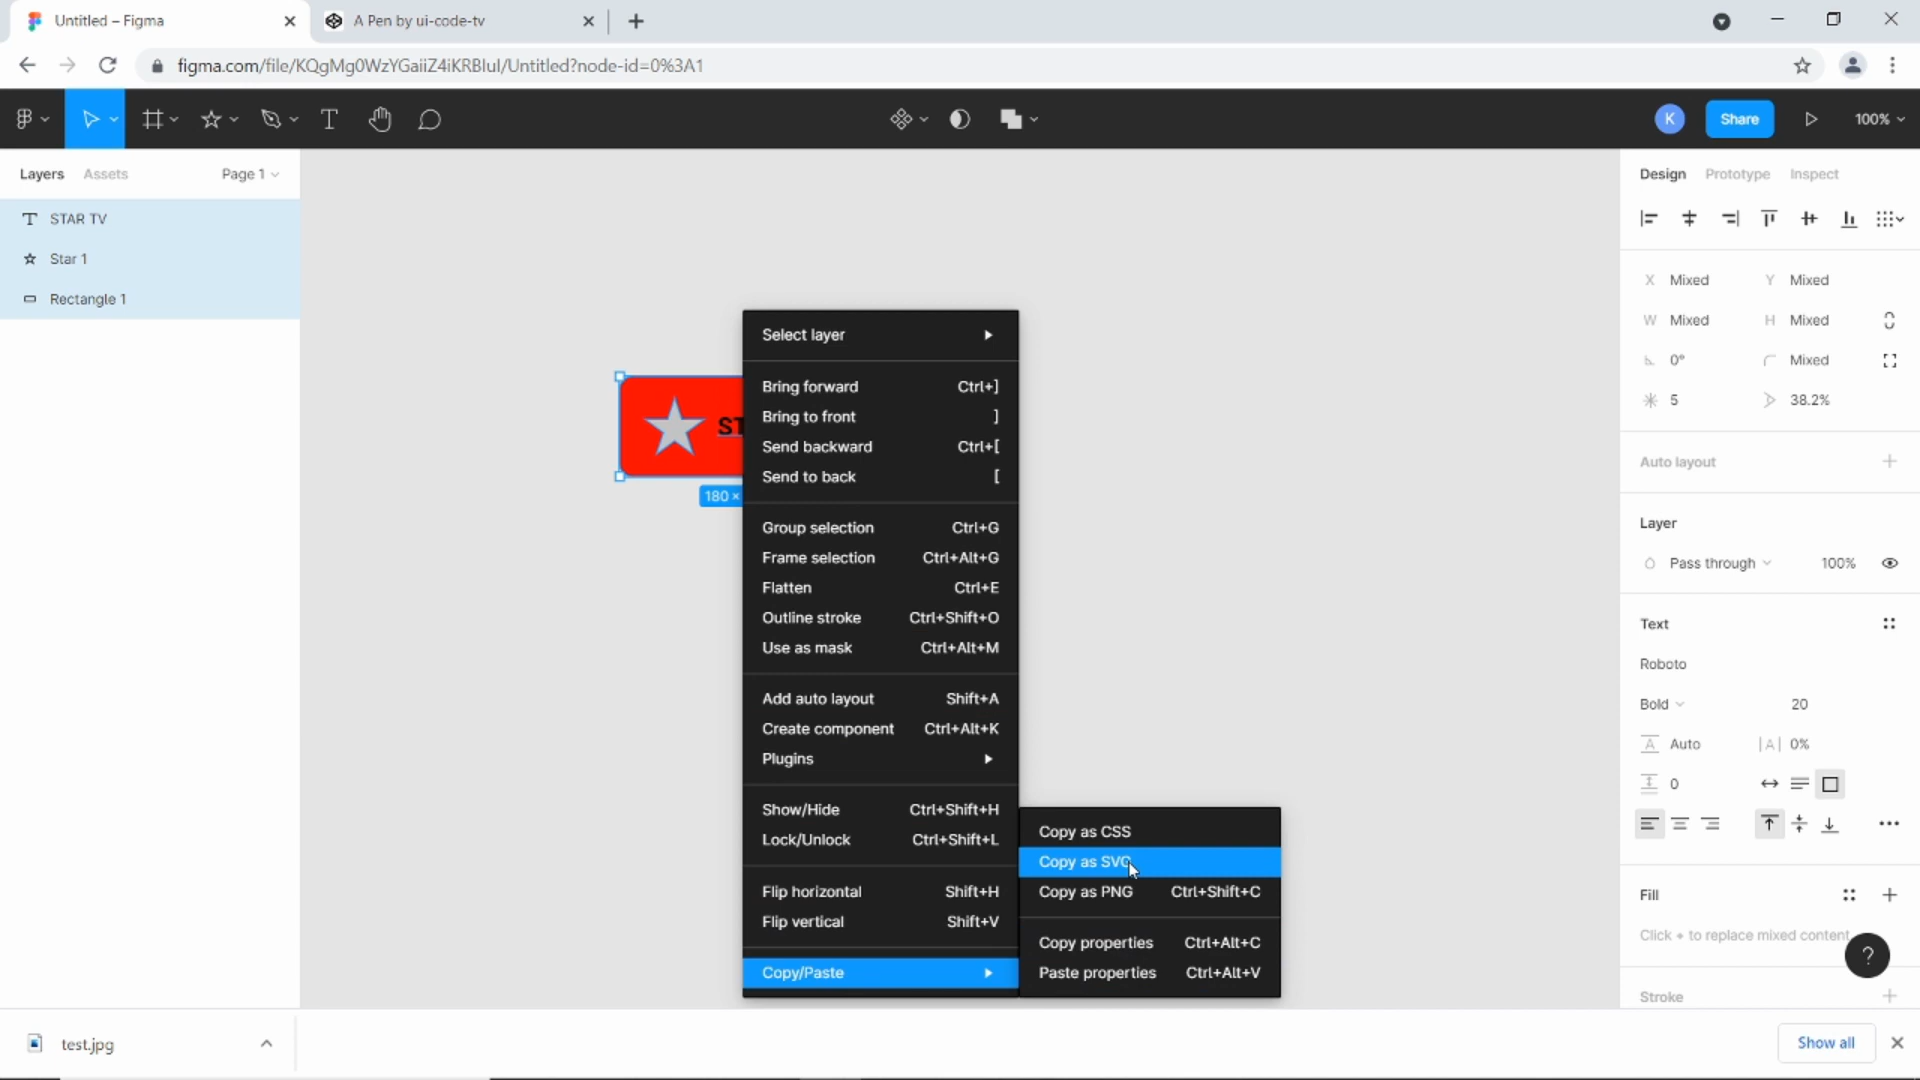 Untitled – Figma
A Pen by ui-code-tv
figma.com/file/KQgMg0WzYGaiiZ4iKRBIuI/Untitled?node-id=0%3A1
K
Share
100%
Layers
Assets
Page 1
Design
Prototype
Inspect
STAR TV
Star 1
Rectangle 1
X Mixed
Y Mixed
W Mixed
H Mixed
0°
Mixed
5
38.2%
Auto layout
Layer
Pass through
100%
Text
Roboto
Bold
20
A Auto
|A| 0%
0
Fill
Click + to replace mixed content
?
Stroke
ST
180 ×
Select layer
Bring forward Ctrl+]
Bring to front ]
Send backward Ctrl+[
Send to back [
Group selection Ctrl+G
Frame selection Ctrl+Alt+G
Flatten Ctrl+E
Outline stroke Ctrl+Shift+O
Use as mask Ctrl+Alt+M
Add auto layout Shift+A
Create component Ctrl+Alt+K
Plugins
Show/Hide Ctrl+Shift+H
Lock/Unlock Ctrl+Shift+L
Flip horizontal Shift+H
Flip vertical Shift+V
Copy/Paste
Copy as CSS
Copy as SVG
Copy as PNG Ctrl+Shift+C
Copy properties Ctrl+Alt+C
Paste properties Ctrl+Alt+V
test.jpg
Show all